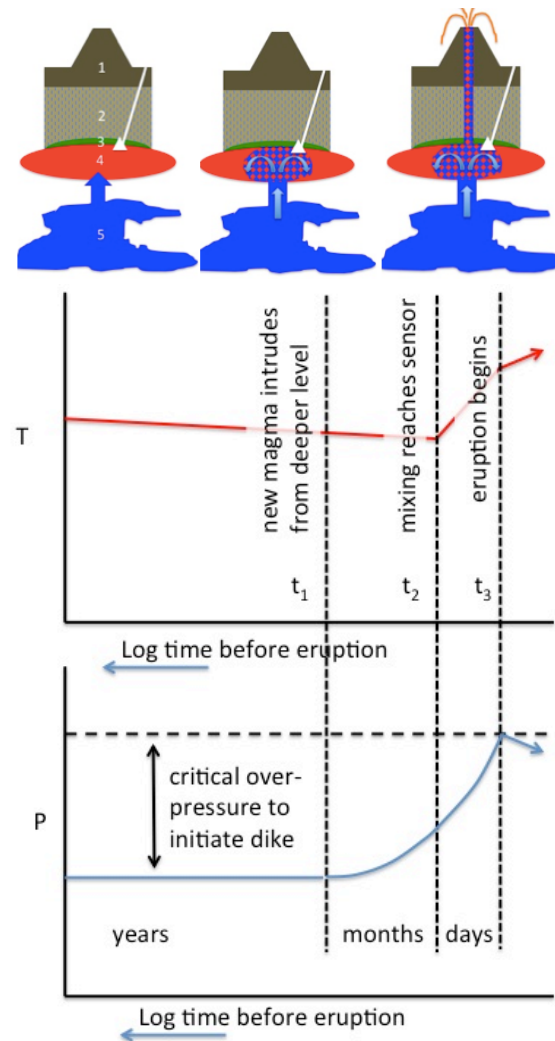 1
2
3
4
5
T
new magma intrudes
from deeper level
mixing reaches sensor
eruption begins
t1
t2
t3
Log time before eruption
P
critical over-
pressure to
initiate dike
years
months
days
Log time before eruption